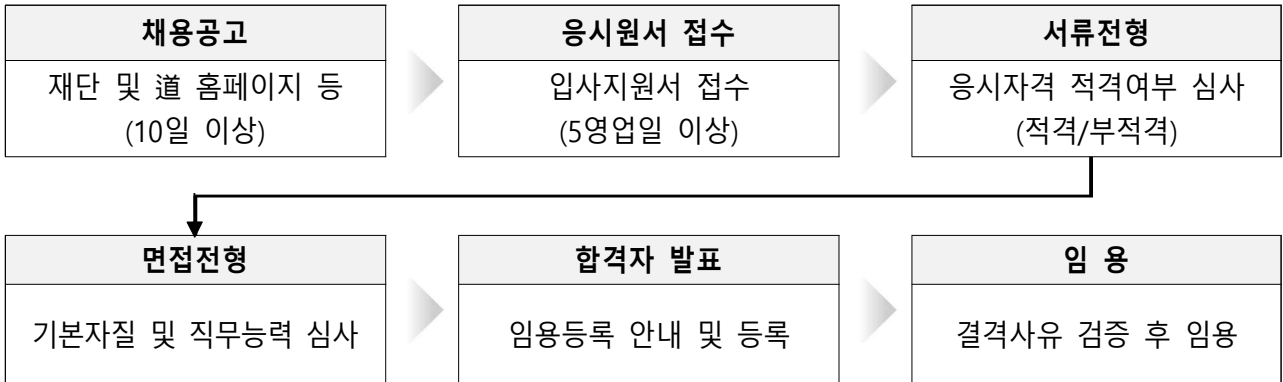 채용공고
재단 및 道 홈페이지 등
(10일 이상)
응시원서 접수
입사지원서 접수
(5영업일 이상)
서류전형
응시자격 적격여부 심사
(적격/부적격)
면접전형
기본자질 및 직무능력 심사
합격자 발표
임용등록 안내 및 등록
임 용
결격사유 검증 후 임용